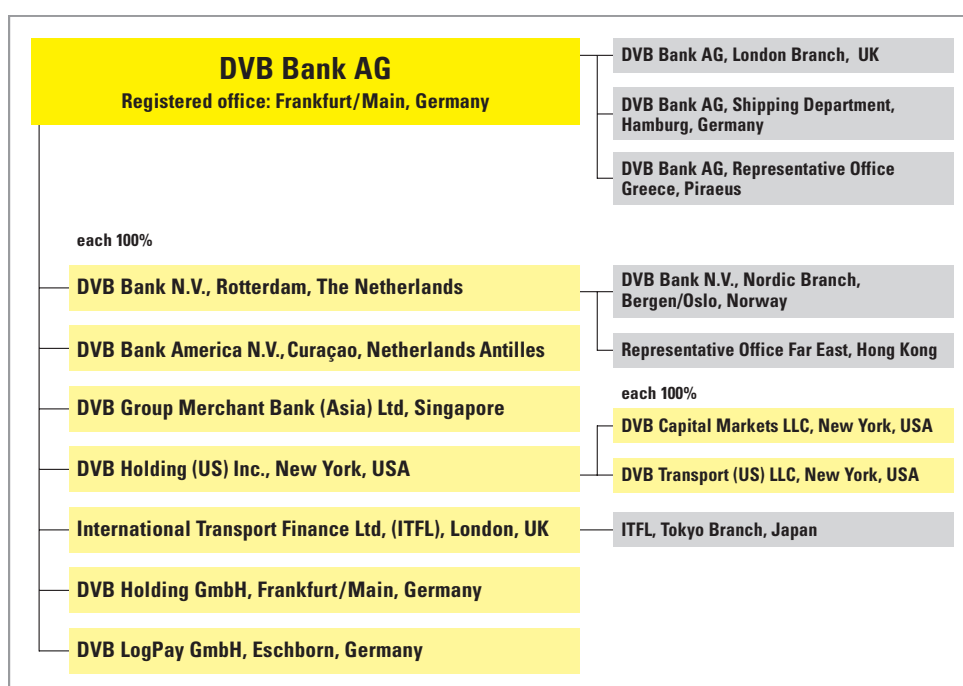 DVB Bank AG
Registered office: Frankfurt/Main, Germany
DVB Bank AG, London Branch, UK
DVB Bank AG, Shipping Department,
Hamburg, Germany
DVB Bank AG, Representative Office
Greece, Piraeus
each 100%
DVB Bank N.V., Rotterdam, The Netherlands
DVB Bank N.V., Nordic Branch,
Bergen/Oslo, Norway
Representative Office Far East, Hong Kong
DVB Bank America N.V., Curaçao, Netherlands Antilles
DVB Group Merchant Bank (Asia) Ltd, Singapore
each 100%
DVB Capital Markets LLC, New York, USA
DVB Holding (US) Inc., New York, USA
DVB Transport (US) LLC, New York, USA
International Transport Finance Ltd, (ITFL), London, UK
ITFL, Tokyo Branch, Japan
DVB Holding GmbH, Frankfurt/Main, Germany
DVB LogPay GmbH, Eschborn, Germany